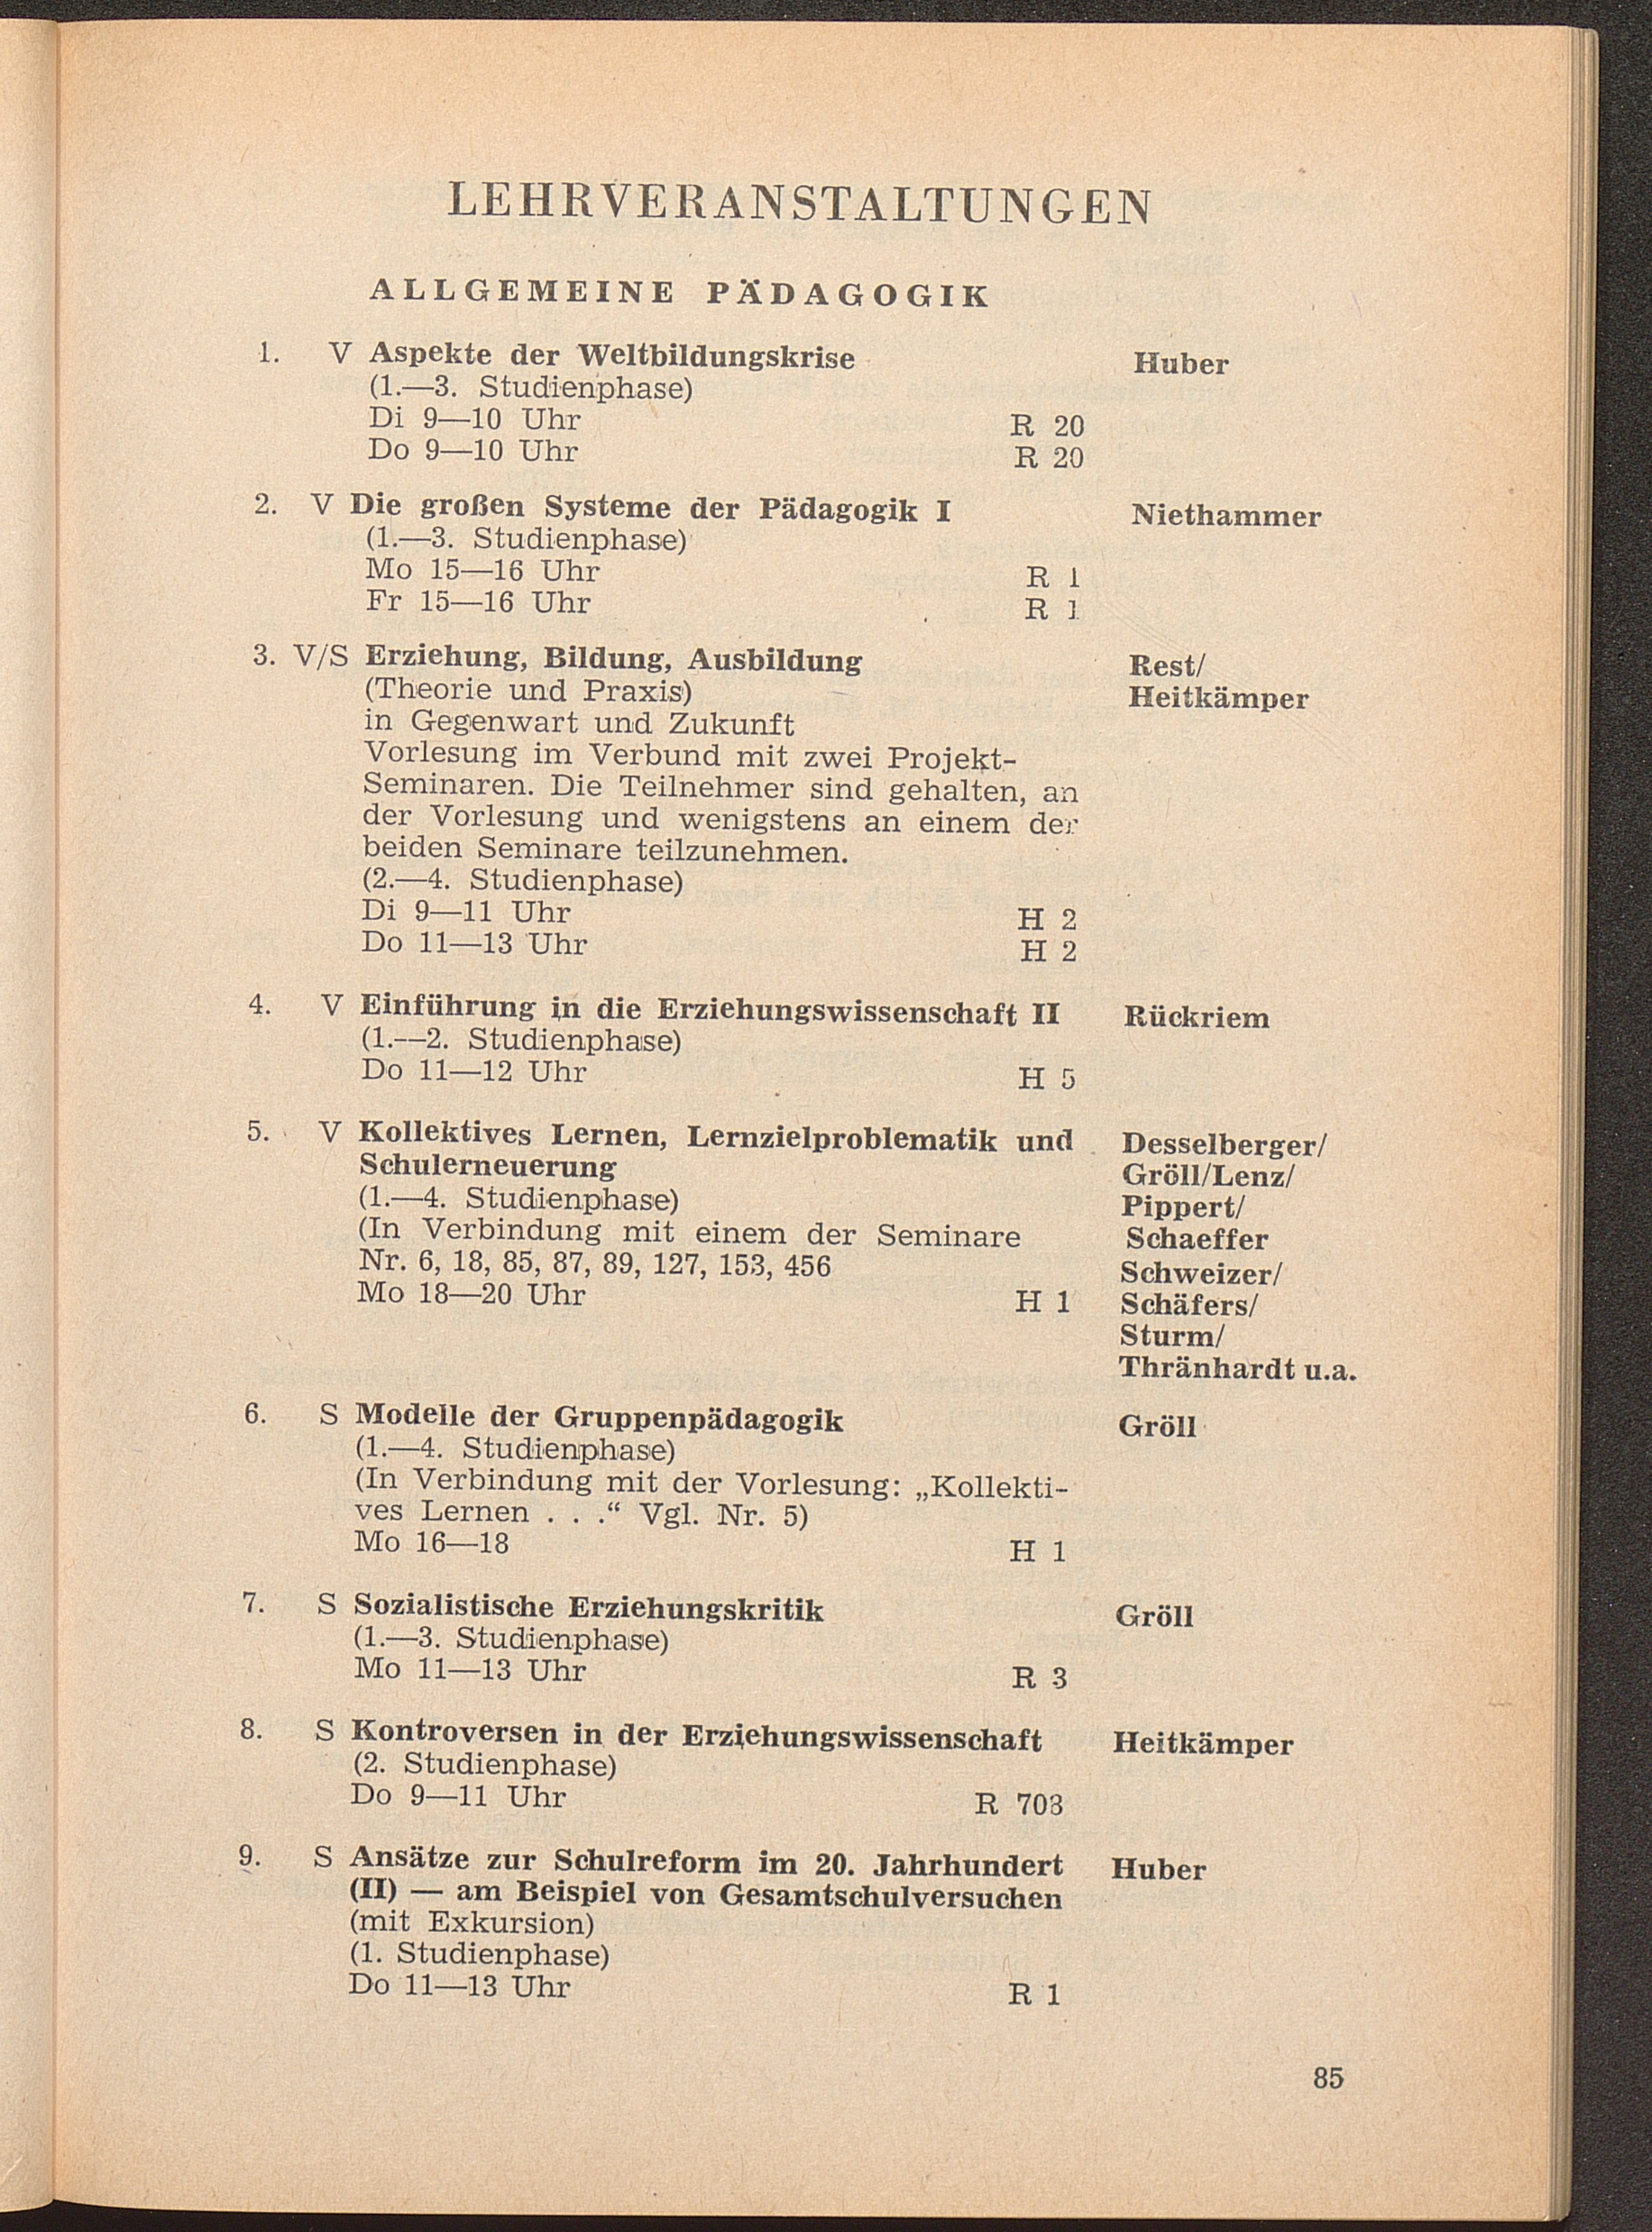 LEHRVERANSTALTUNGEN
ALLGEMEINE PÄDAGOGIK
1. V Aspekte der Weltbildungskrise Huber
(1.—3. Studienphase)
Di 9—10 Uhr R 20
Do 9—10 Uhr R 20
2. V Die großen Systeme der Pädagogik I Niethammer
(1.—3. Studienphase)
Mo 15—16 Uhr R 1
Fr 15—16 Uhr R 1
3. V/S Erziehung, Bildung, Ausbildung Rest/
(Theorie und Praxis) Heitkämper
in Gegenwart und Zukunft
Vorlesung im Verbund mit zwei Projekt-
Seminaren. Die Teilnehmer sind gehalten, an
der Vorlesung und wenigstens an einem der
beiden Seminare teilzunehmen.
(2.—4. Studienphase)
Di 9—11 Uhr H 2
Do 11—13 Uhr H 2
4. V Einführung in die Erziehungswissenschaft II Rückriem
(1.—2. Studienphase)
Do 11—12 Uhr H 5
5. V Kollektives Lernen, Lernzielproblematik und Desselberger/
Schulerneuerung Gröll/Lenz/
(1.—4. Studienphase) Pippert/
(In Verbindung mit einem der Seminare Schaeffer
Nr. 6, 18, 85, 87, 89, 127, 153, 456 Schweizer/
Mo 18—20 Uhr H 1 Schäfers/
Sturm/
Thränhardt u.a.
6. S Modelle der Gruppenpädagogik Gröll
(1.—4. Studienphase)
(In Verbindung mit der Vorlesung: „Kollekti-
ves Lernen . . .“ Vgl. Nr. 5)
Mo 16—18 H 1
7. S Sozialistische Erziehungskritik Gröll
(1.—3. Studienphase)
Mo 11—13 Uhr R 3
8. S Kontroversen in der Erziehungswissenschaft Heitkämper
(2. Studienphase)
Do 9—11 Uhr R 703
9. S Ansätze zur Schulreform im 20. Jahrhundert Huber
(II) — am Beispiel von Gesamtschulversuchen
(mit Exkursion)
(1. Studienphase)
Do 11—13 Uhr R 1
85